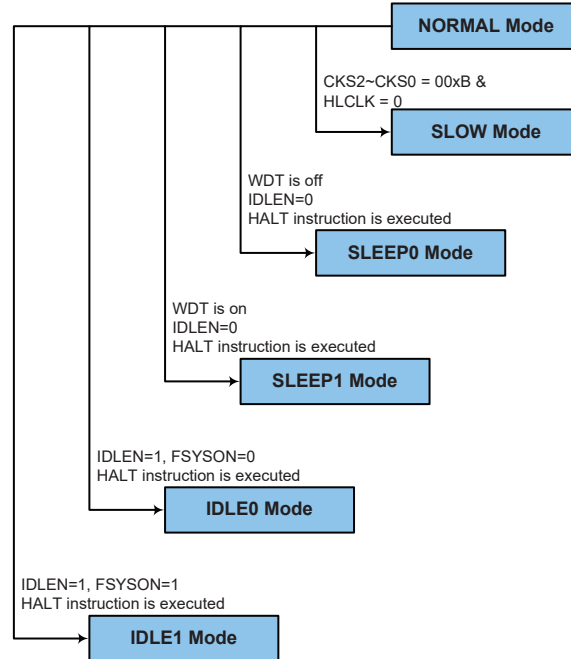 NORMAL Mode
CKS2~CKS0 = 00xB &
HLCLK = 0
SLOW Mode
WDT is off
IDLEN=0
HALT instruction is executed
SLEEP0 Mode
WDT is on
IDLEN=0
HALT instruction is executed
SLEEP1 Mode
IDLEN=1, FSYSON=0
HALT instruction is executed
IDLE0 Mode
IDLEN=1, FSYSON=1
HALT instruction is executed
IDLE1 Mode